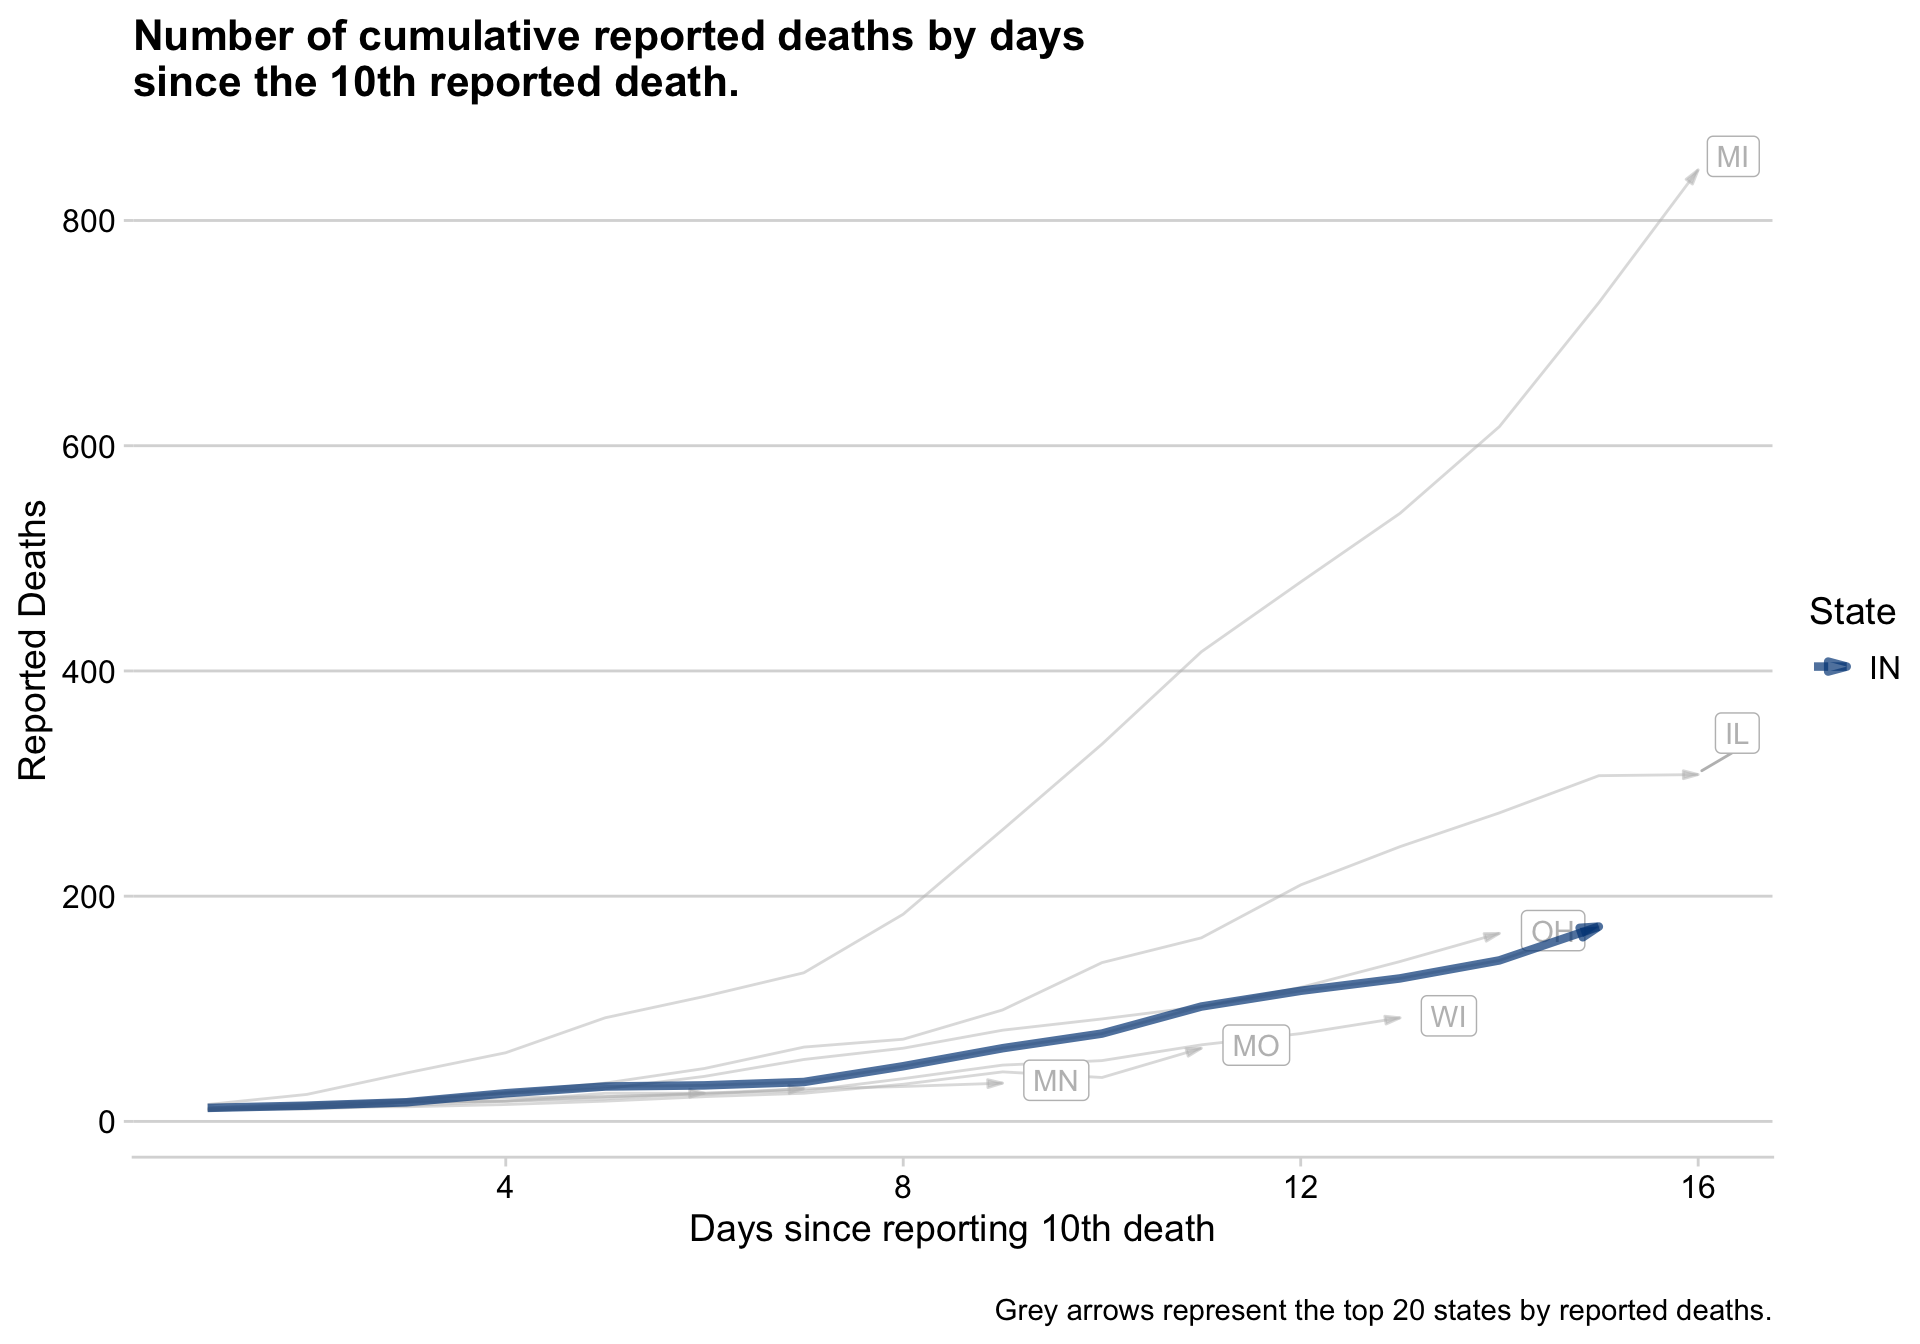 Number of cumulative reported deaths by days
since the 10th reported death.
MI
800
600
Reported Deaths
State
IN
400
IL
200
OH
WI
MO
MN
0
4 8 12 16
Days since reporting 10th death
Grey arrows represent the top 20 states by reported deaths.